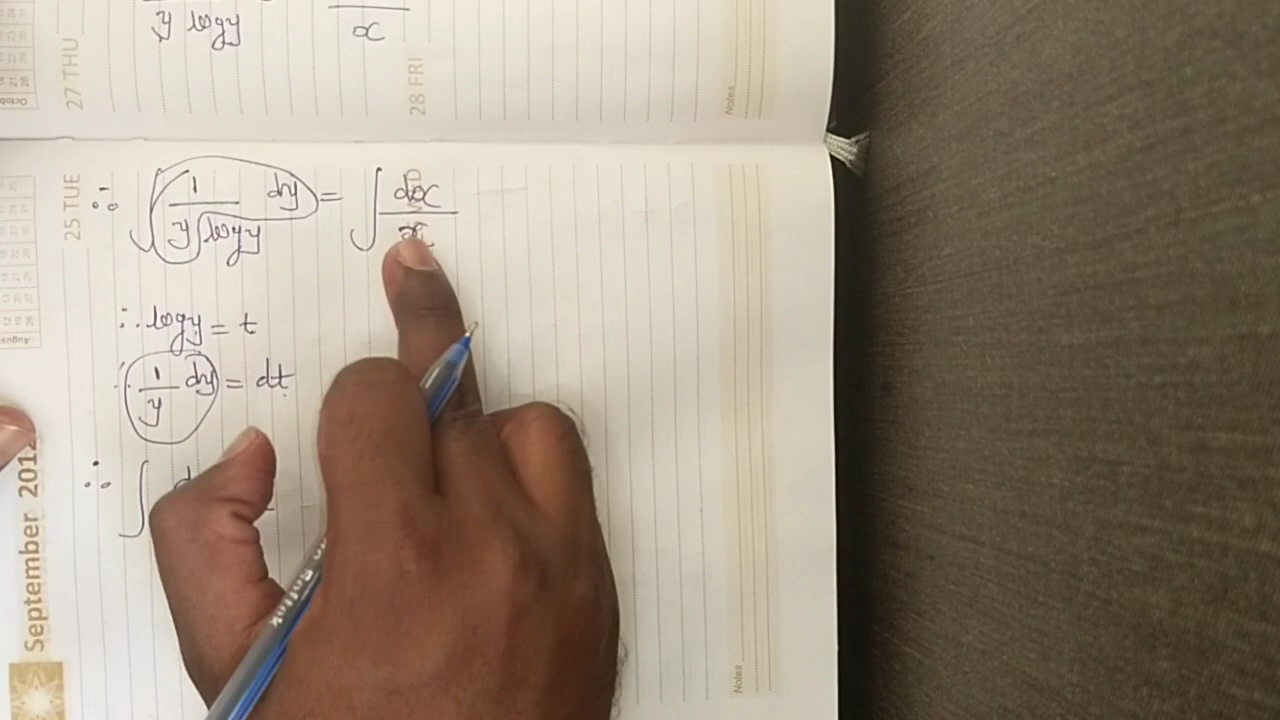 y log y
x
27 THU
28 FRI
Notes
25 TUE
∴ ∫ 1/(y log y) dy = ∫ dx/x
∴ log y = t
∴ 1/y dy = dt
∴ ∫ d
September 2012
Notes